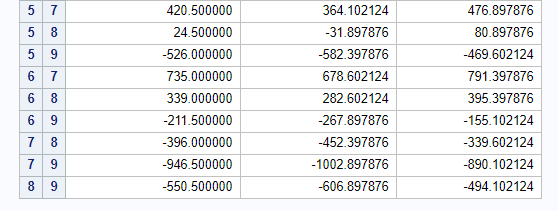 5 7 420.500000 364.102124 476.897876
5 8 24.500000 -31.897876 80.897876
5 9 -526.000000 -582.397876 -469.602124
6 7 735.000000 678.602124 791.397876
6 8 339.000000 282.602124 395.397876
6 9 -211.500000 -267.897876 -155.102124
7 8 -396.000000 -452.397876 -339.602124
7 9 -946.500000 -1002.897876 -890.102124
8 9 -550.500000 -606.897876 -494.102124